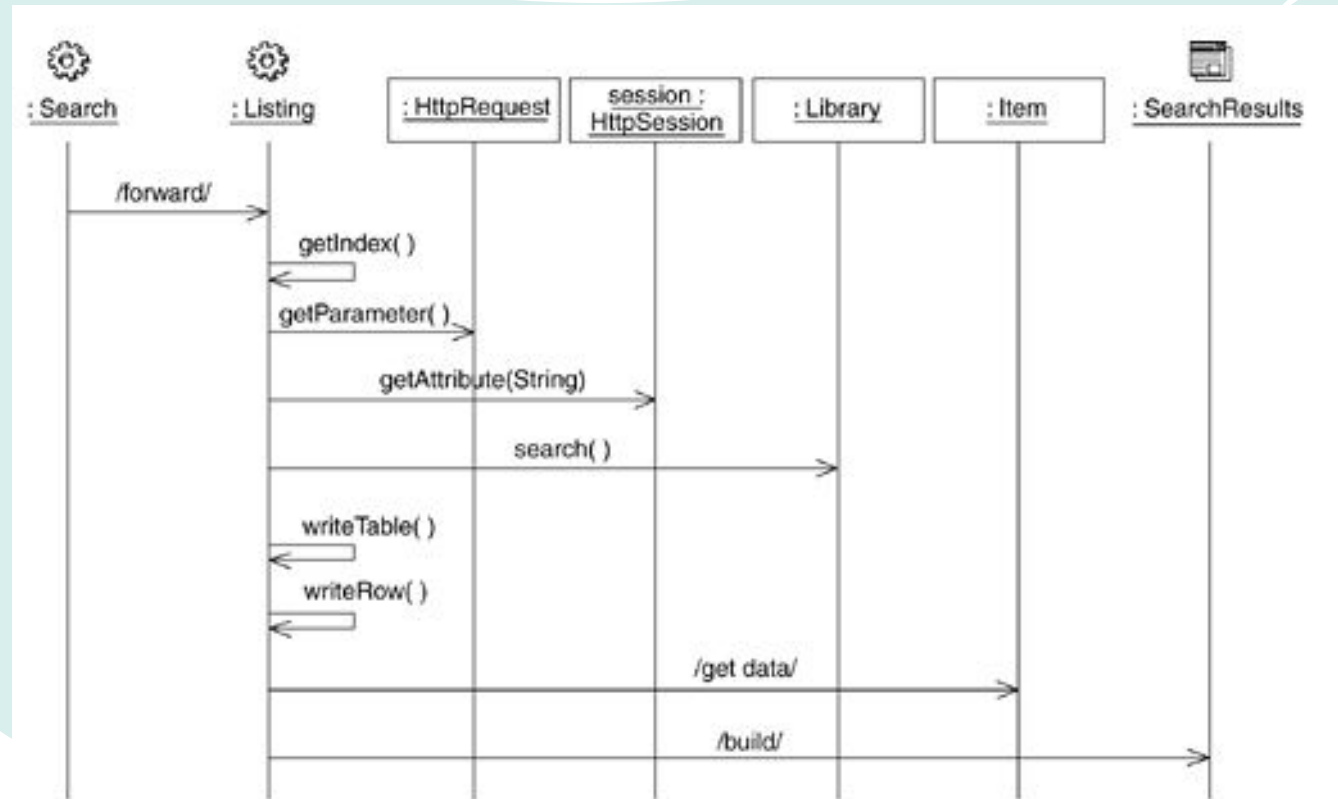 : Search
: Listing
: HttpRequest
session :
HttpSession
: Library
: Item
: SearchResults
/forward/
getIndex( )
getParameter( )
getAttribute(String)
search( )
writeTable( )
writeRow( )
/get data/
/build/